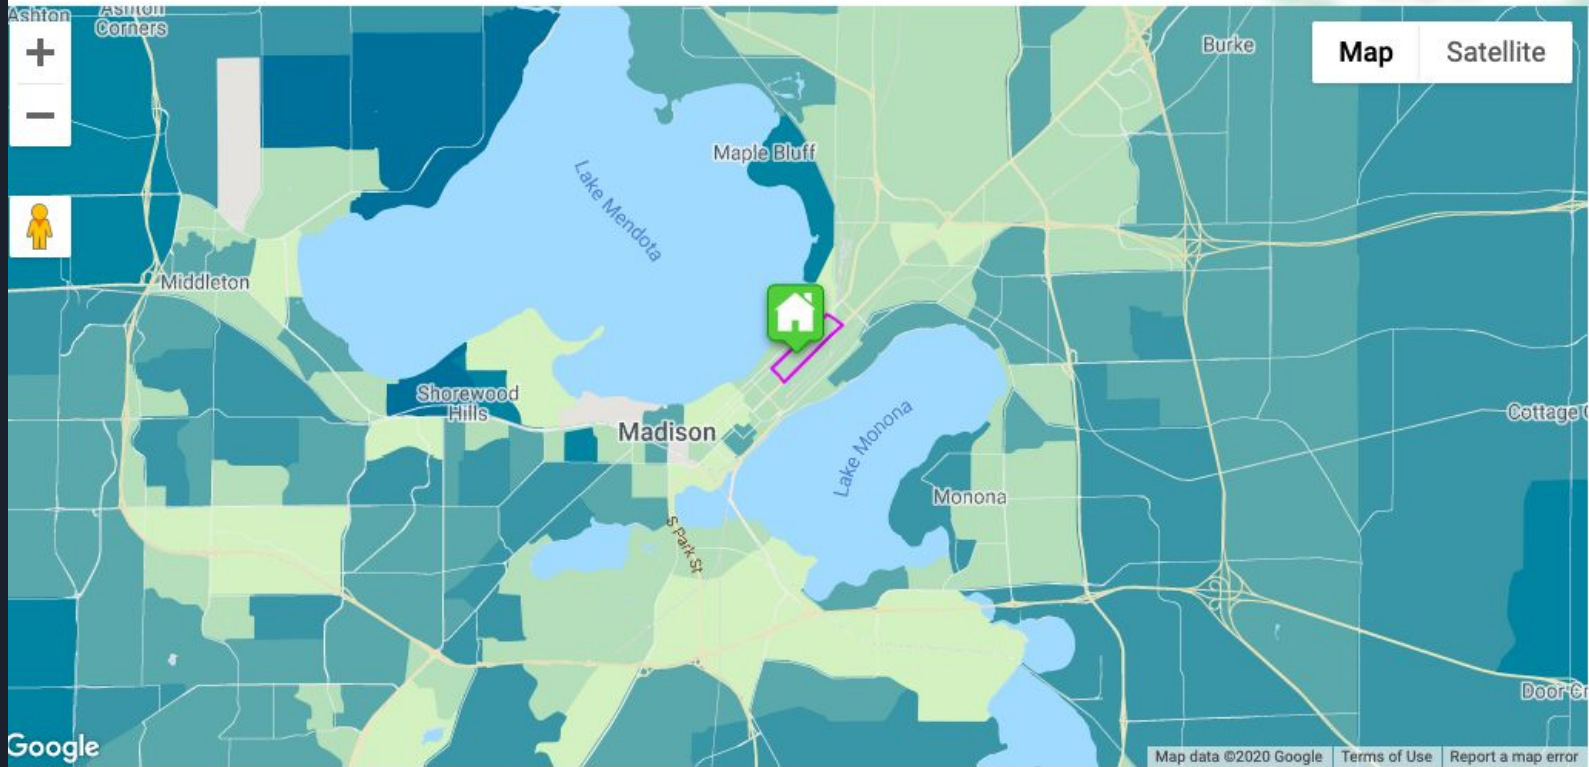 Ashton
Ashton
Corners
Burke
Map
Satellite
+
−
Maple Bluff
Lake Mendota
Middleton
Shorewood
Hills
Madison
Lake Monona
Cottage
Monona
S Park St
Door
Google
Map data ©2020 Google
Terms of Use
Report a map error